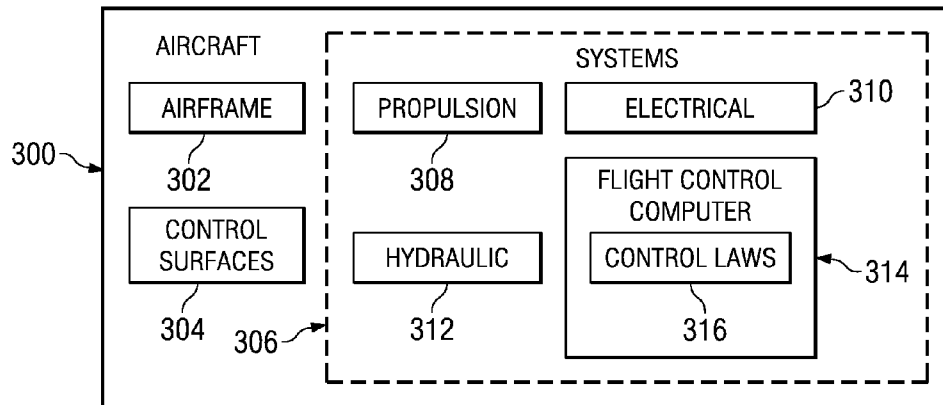 AIRCRAFT
SYSTEMS
AIRFRAME
PROPULSION
ELECTRICAL
310
300
302
308
FLIGHT CONTROL
COMPUTER
CONTROL
SURFACES
HYDRAULIC
CONTROL LAWS
314
304
306
312
316